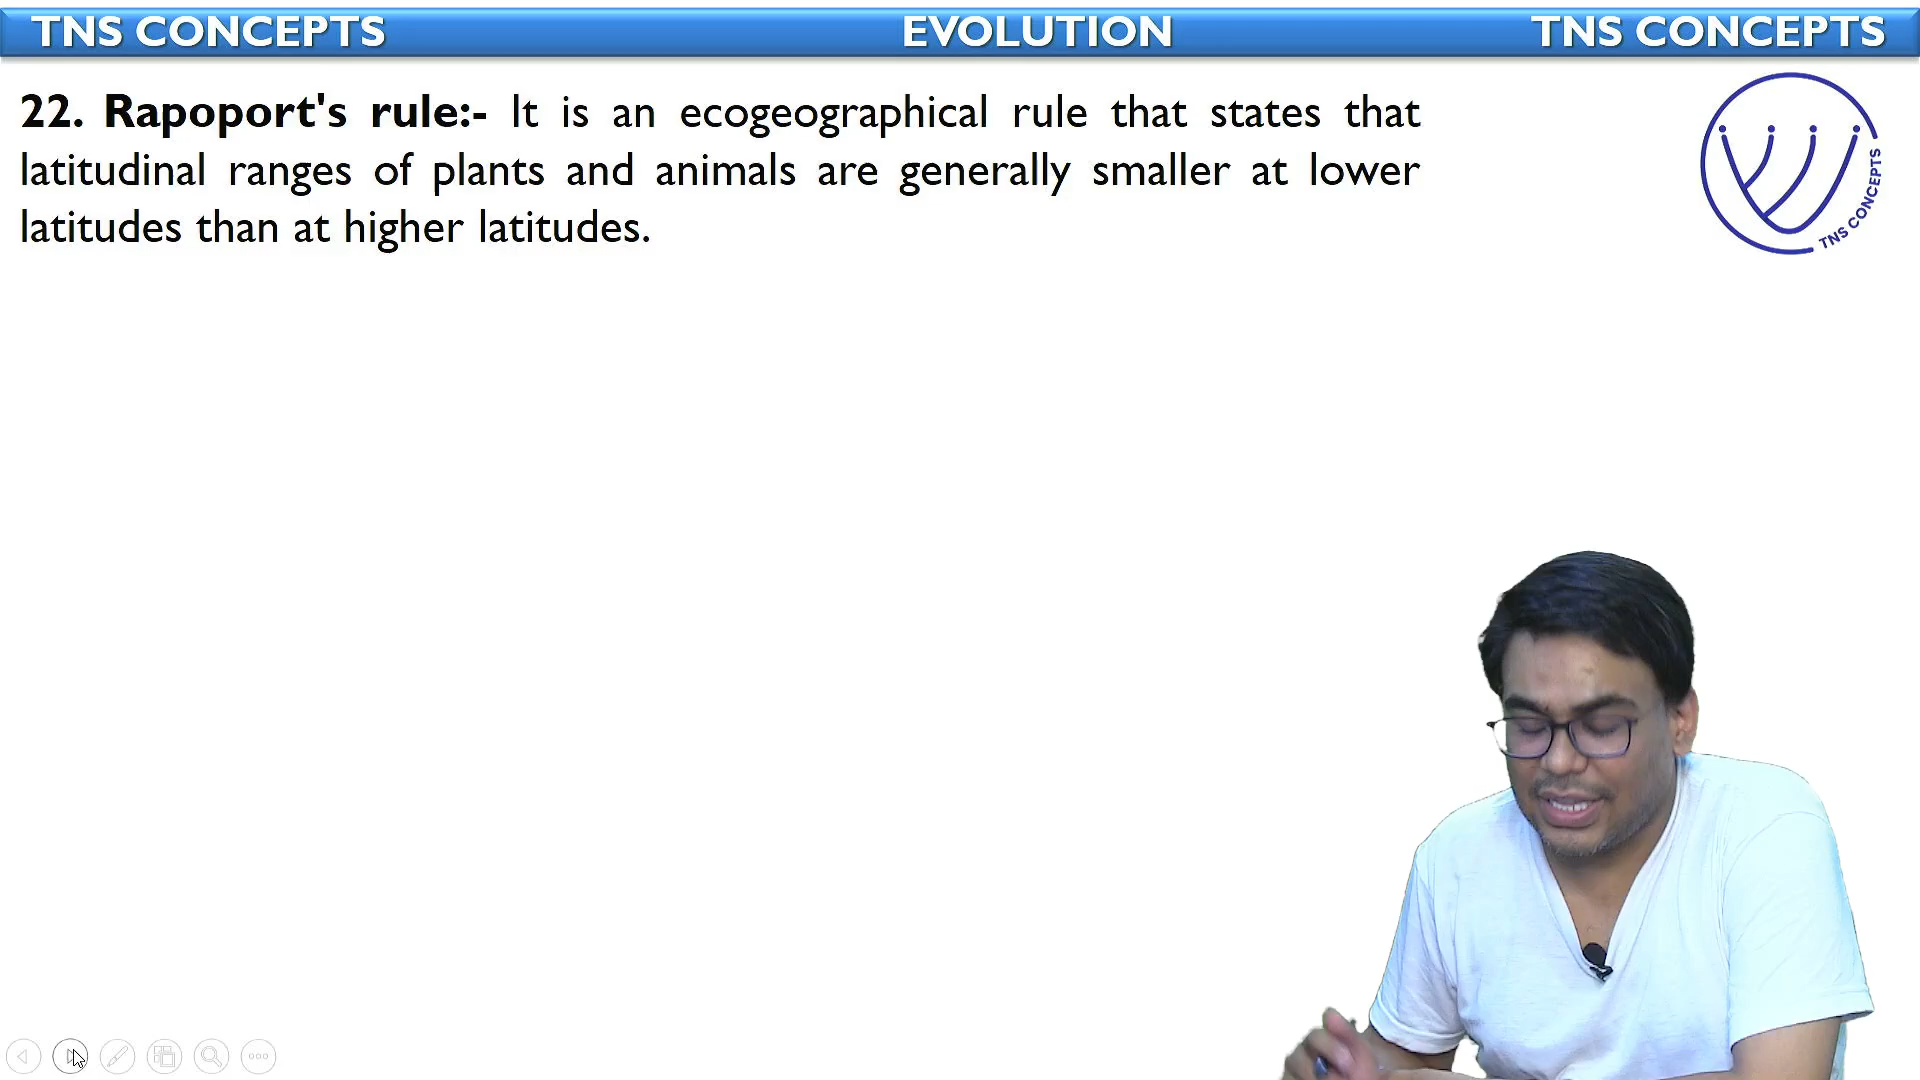 TNS CONCEPTS EVOLUTION TNS CONCEPTS
22. Rapoport's rule:- It is an ecogeographical rule that states that
latitudinal ranges of plants and animals are generally smaller at lower
latitudes than at higher latitudes.
TNS CONCEPTS